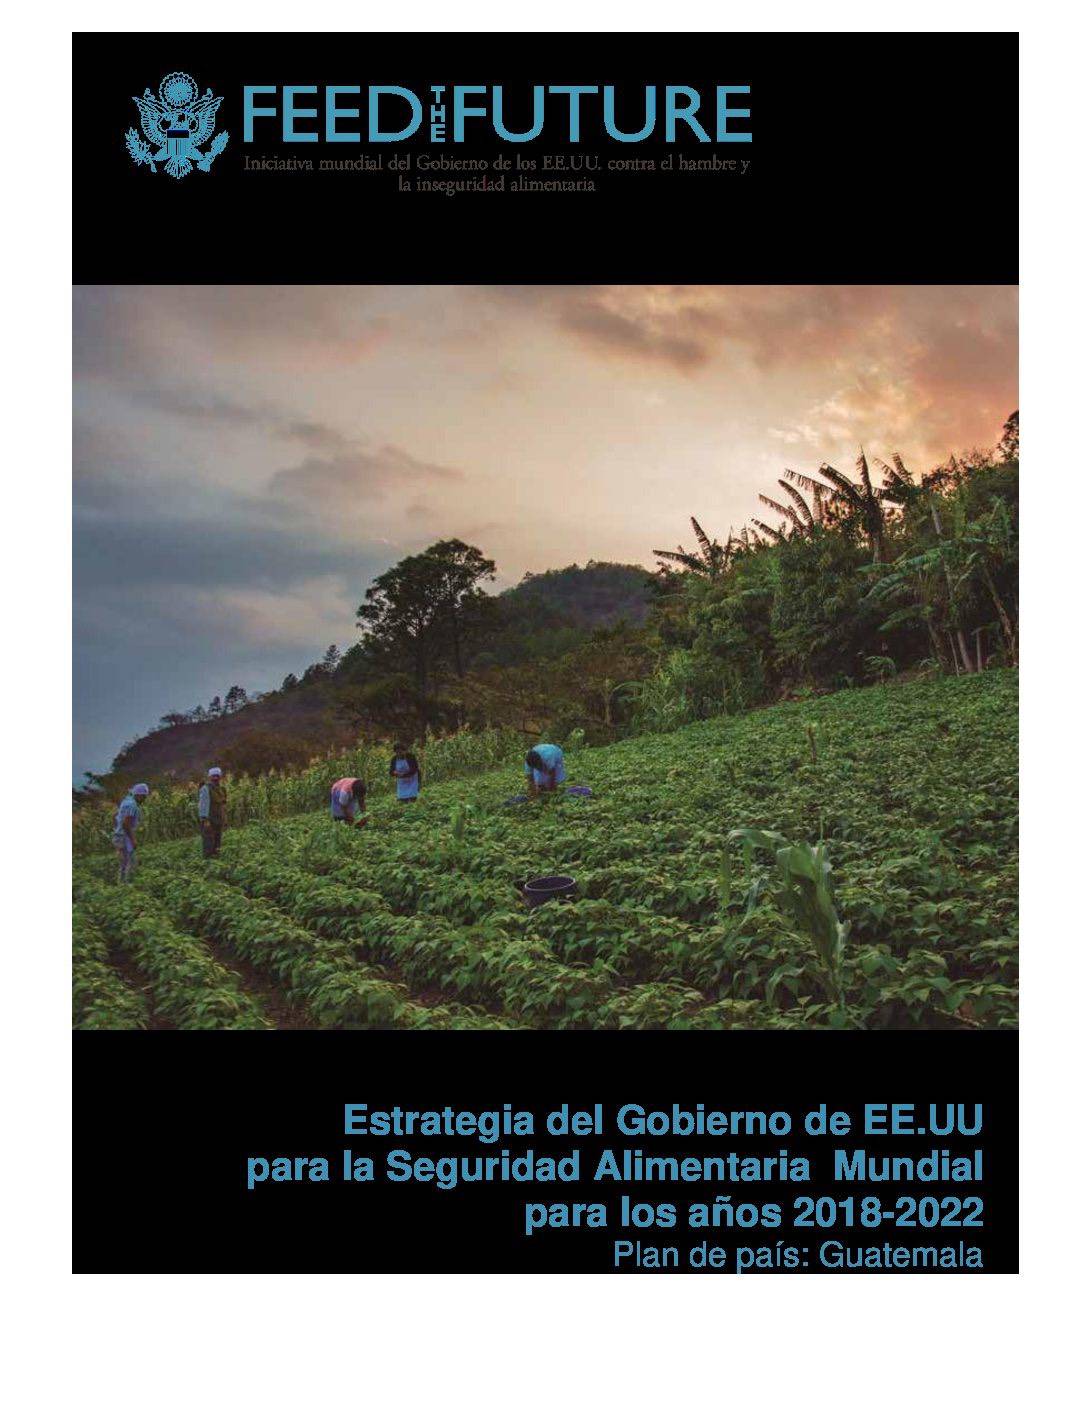 FEED THE FUTURE
Iniciativa mundial del Gobierno de los EE.UU. contra el hambre y
la inseguridad alimentaria
Estrategia del Gobierno de EE.UU
para la Seguridad Alimentaria Mundial
para los años 2018-2022
Plan de país: Guatemala